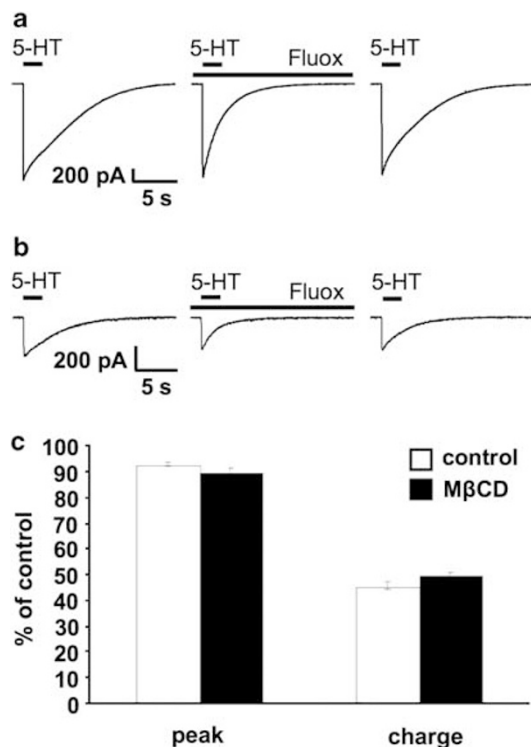 a
5-HT 5-HT Fluox 5-HT
200 pA
5 s
b
5-HT 5-HT Fluox 5-HT
200 pA
5 s
c
100
90
80
70
60
50
40
30
20
10
0
% of control
control
MβCD
peak charge